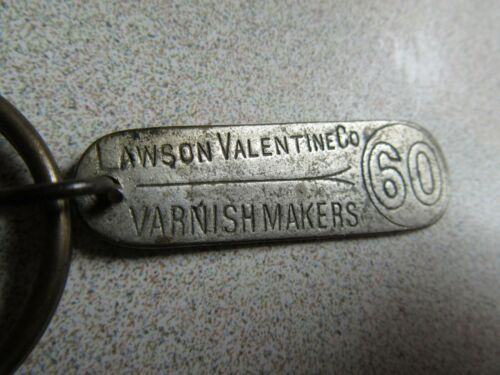 LAWSON VALENTINE CO
VARNISH MAKERS
60